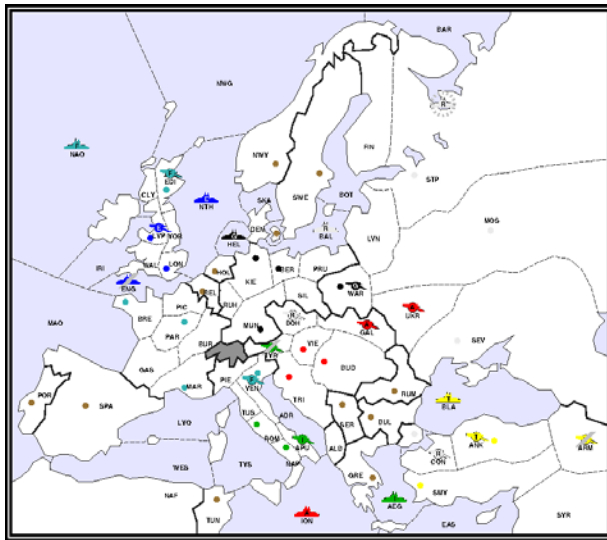 BAR
NWG
NAO
NWY
FIN
STP
CLY
EDI
NTH
SKA
SWE
BOT
MOS
LVP YOR
DEN
BAL
LVN
HEL
IRI
WAL
LON
HOL
KIE
BER
PRU
WAR
ENG
BEL
RUH
SIL
UKR
MAO
BRE
PIC
MUN
BOH
GAL
PAR
BUR
TYR
VIE
BUD
SEV
GAS
MAR
PIE
VEN
TRI
RUM
BLA
POR
SPA
LYO
TUS
ADR
SER
BUL
ROM
APU
ALB
CON
ANK
ARM
WES
TYS
NAP
GRE
SMY
NAF
TUN
ION
AEG
EAS
SYR